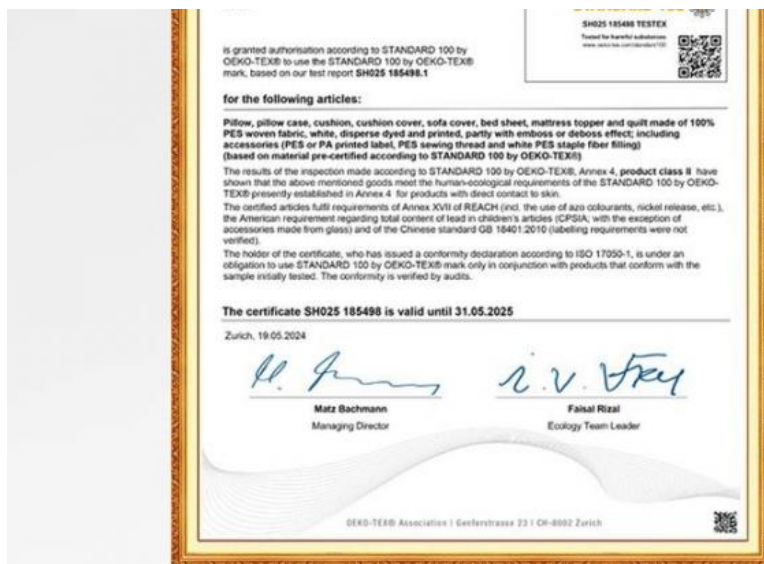 SH025 185498 TESTEX
Tested for harmful substances
www.oeko-tex.com/standard100
is granted authorisation according to STANDARD 100 by
OEKO-TEX® to use the STANDARD 100 by OEKO-TEX®
mark, based on our test report SH025 185498.1
for the following articles:
Pillow, pillow case, cushion, cushion cover, sofa cover, bed sheet, mattress topper and quilt made of 100%
PES woven fabric, white, disperse dyed and printed, partly with emboss or deboss effect; including
accessories (PES or PA printed label, PES sewing thread and white PES staple fiber filling)
(based on material pre-certified according to STANDARD 100 by OEKO-TEX®)
The results of the inspection made according to STANDARD 100 by OEKO-TEX®, Annex 4, product class II have
shown that the above mentioned goods meet the human-ecological requirements of the STANDARD 100 by OEKO-
TEX® presently established in Annex 4 for products with direct contact to skin.
The certified articles fulfil requirements of Annex XVII of REACH (incl. the use of azo colourants, nickel release, etc.),
the American requirement regarding total content of lead in children's articles (CPSIA; with the exception of
accessories made from glass) and of the Chinese standard GB 18401:2010 (labelling requirements were not
verified).
The holder of the certificate, who has issued a conformity declaration according to ISO 17050-1, is under an
obligation to use STANDARD 100 by OEKO-TEX® mark only in conjunction with products that conform with the
sample initially tested. The conformity is verified by audits.
The certificate SH025 185498 is valid until 31.05.2025
Zurich, 19.05.2024
Matz Bachmann
Faisal Rizal
Managing Director
Ecology Team Leader
OEKO-TEX® Association | Genferstrasse 23 | CH-8002 Zurich